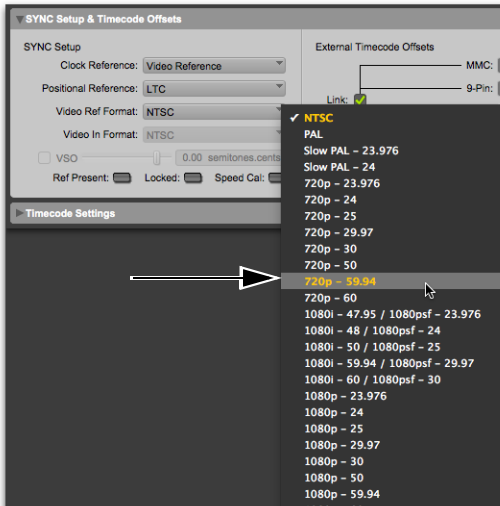 SYNC Setup & Timecode Offsets
SYNC Setup
Clock Reference: Video Reference
Positional Reference: LTC
Video Ref Format: NTSC
Video In Format: NTSC
VSO 0.00 semitones.cents
Ref Present: Locked: Speed Cal:
Timecode Settings
External Timecode Offsets
MMC:
9-Pin:
Link:
✓ NTSC
PAL
Slow PAL – 23.976
Slow PAL – 24
720p – 23.976
720p – 24
720p – 25
720p – 29.97
720p – 30
720p – 50
720p – 59.94
720p – 60
1080i – 47.95 / 1080psf – 23.976
1080i – 48 / 1080psf – 24
1080i – 50 / 1080psf – 25
1080i – 59.94 / 1080psf – 29.97
1080i – 60 / 1080psf – 30
1080p – 23.976
1080p – 24
1080p – 25
1080p – 29.97
1080p – 30
1080p – 50
1080p – 59.94